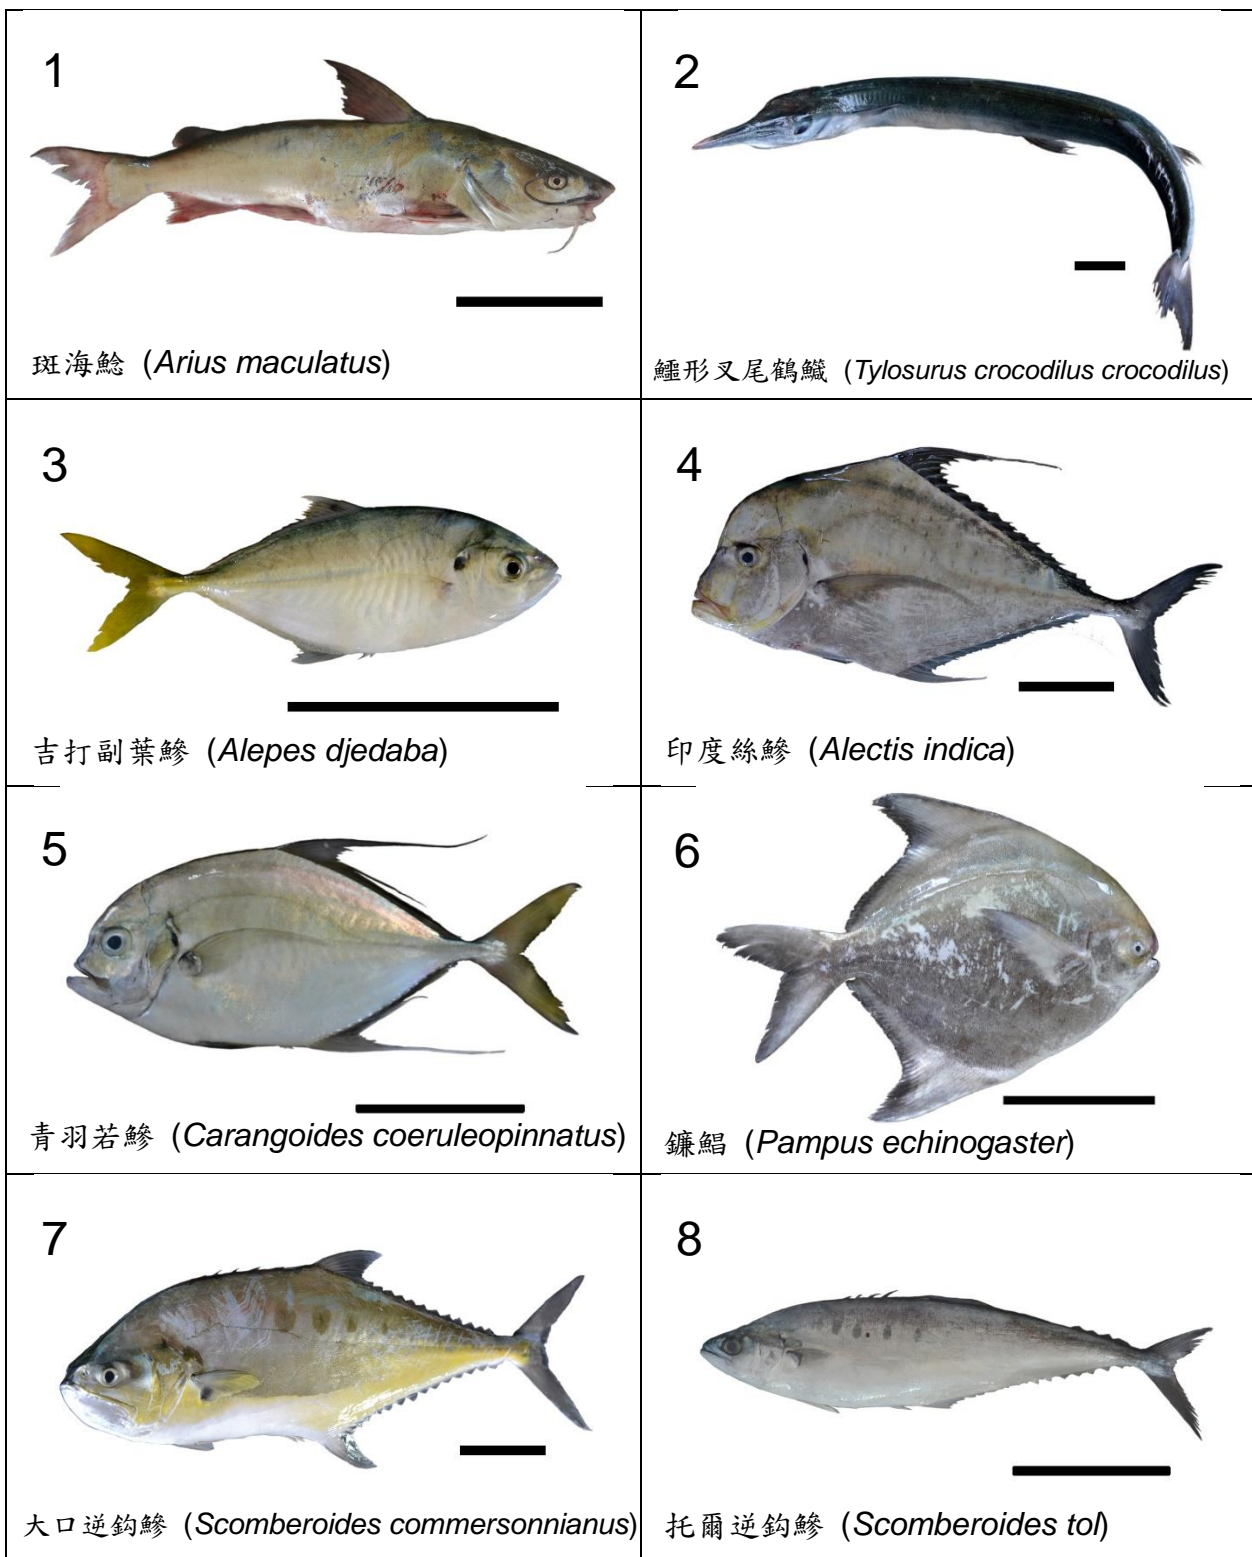 1
斑海鯰 (Arius maculatus)
2
鱷形叉尾鶴鱵 (Tylosurus crocodilus crocodilus)
3
吉打副葉鰺 (Alepes djedaba)
4
印度絲鰺 (Alectis indica)
5
青羽若鰺 (Carangoides coeruleopinnatus)
6
鐮鯧 (Pampus echinogaster)
7
大口逆鈎鰺 (Scomberoides commersonnianus)
8
托爾逆鈎鰺 (Scomberoides tol)